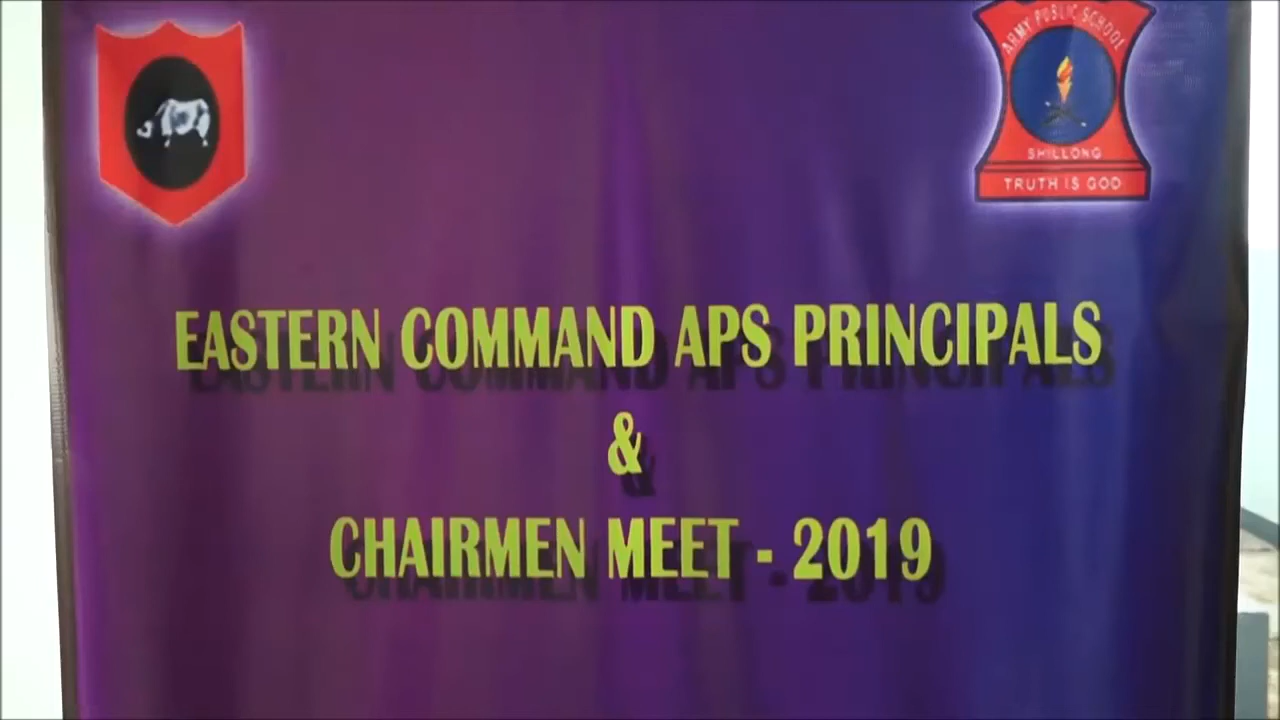 ARMY PUBLIC SCHOOL
SHILLONG
TRUTH IS GOD
EASTERN COMMAND APS PRINCIPALS
&
CHAIRMEN MEET - 2019